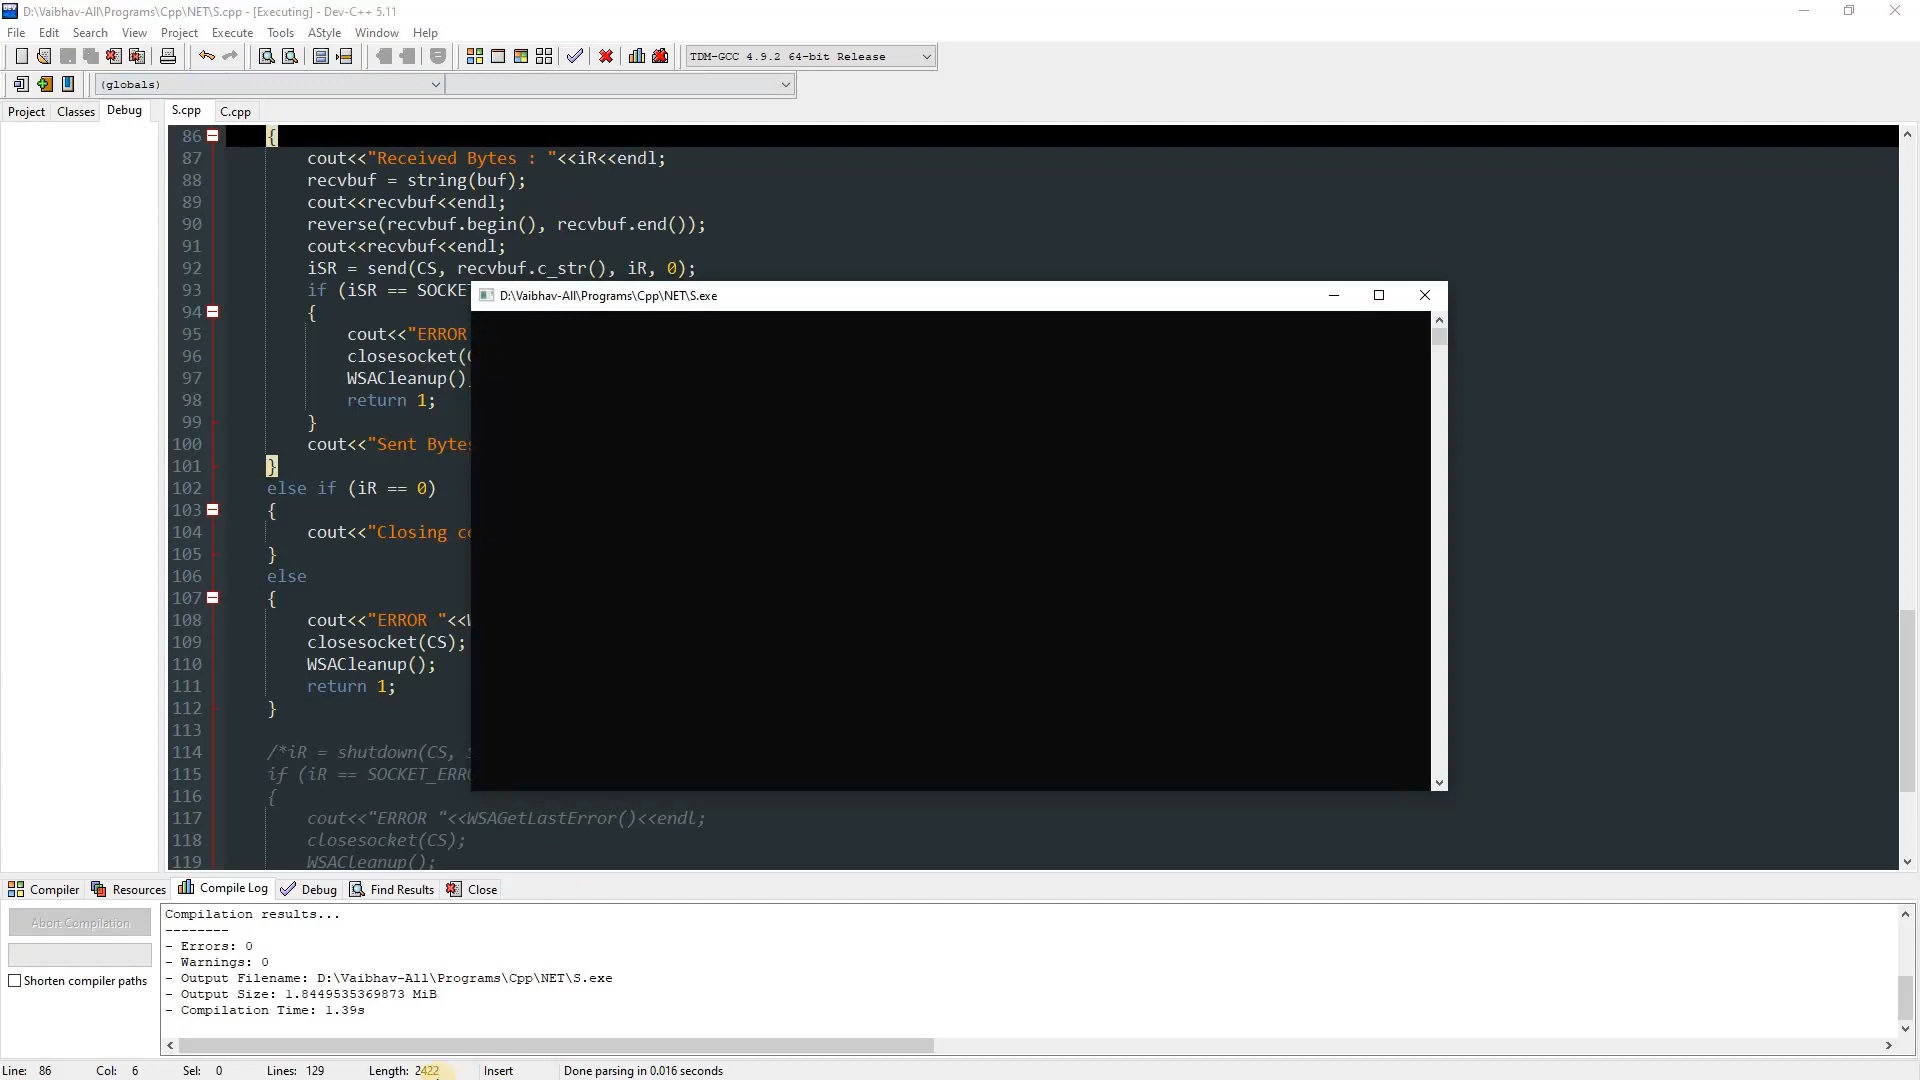 D:\Vaibhav-All\Programs\Cpp\NET\S.cpp - [Executing] - Dev-C++ 5.11
File Edit Search View Project Execute Tools AStyle Window Help
TDM-GCC 4.9.2 64-bit Release
(globals)
Project Classes Debug S.cpp C.cpp
86 {
87 cout<<"Received Bytes : "<<iR<<endl;
88 recvbuf = string(buf);
89 cout<<recvbuf<<endl;
90 reverse(recvbuf.begin(), recvbuf.end());
91 cout<<recvbuf<<endl;
92 iSR = send(CS, recvbuf.c_str(), iR, 0);
93 if (iSR == SOCKE
D:\Vaibhav-All\Programs\Cpp\NET\S.exe
94 {
95 cout<<"ERROR
96 closesocket(
97 WSACleanup()
98 return 1;
99 }
100 cout<<"Sent Bytes
101 }
102 else if (iR == 0)
103 {
104 cout<<"Closing co
105 }
106 else
107 {
108 cout<<"ERROR "<<W
109 closesocket(CS);
110 WSACleanup();
111 return 1;
112 }
113
114 /*iR = shutdown(CS,
115 if (iR == SOCKET_ERRO
116 {
117 cout<<"ERROR "<<WSAGetLastError()<<endl;
118 closesocket(CS);
119 WSACleanup();
Compiler Resources Compile Log Debug Find Results Close
Abort Compilation
Shorten compiler paths
Compilation results...
--------
- Errors: 0
- Warnings: 0
- Output Filename: D:\Vaibhav-All\Programs\Cpp\NET\S.exe
- Output Size: 1.8449535369873 MiB
- Compilation Time: 1.39s
Line: 86 Col: 6 Sel: 0 Lines: 129 Length: 2422 Insert Done parsing in 0.016 seconds